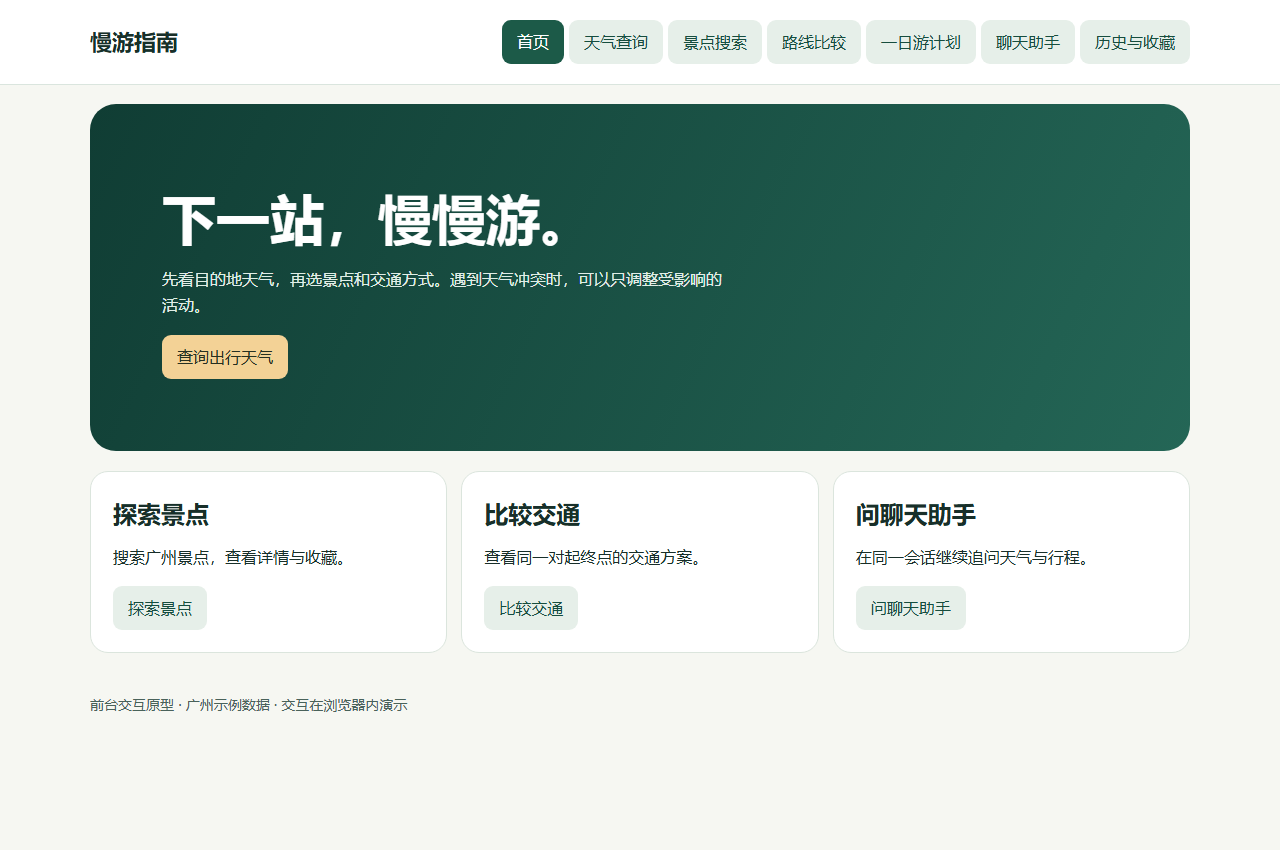 慢游指南
首页
天气查询
景点搜索
路线比较
一日游计划
聊天助手
历史与收藏
下一站，慢慢游。
先看目的地天气，再选景点和交通方式。遇到天气冲突时，可以只调整受影响的
活动。
查询出行天气
探索景点
搜索广州景点，查看详情与收藏。
探索景点
比较交通
查看同一对起终点的交通方案。
比较交通
问聊天助手
在同一会话继续追问天气与行程。
问聊天助手
前台交互原型 · 广州示例数据 · 交互在浏览器内演示